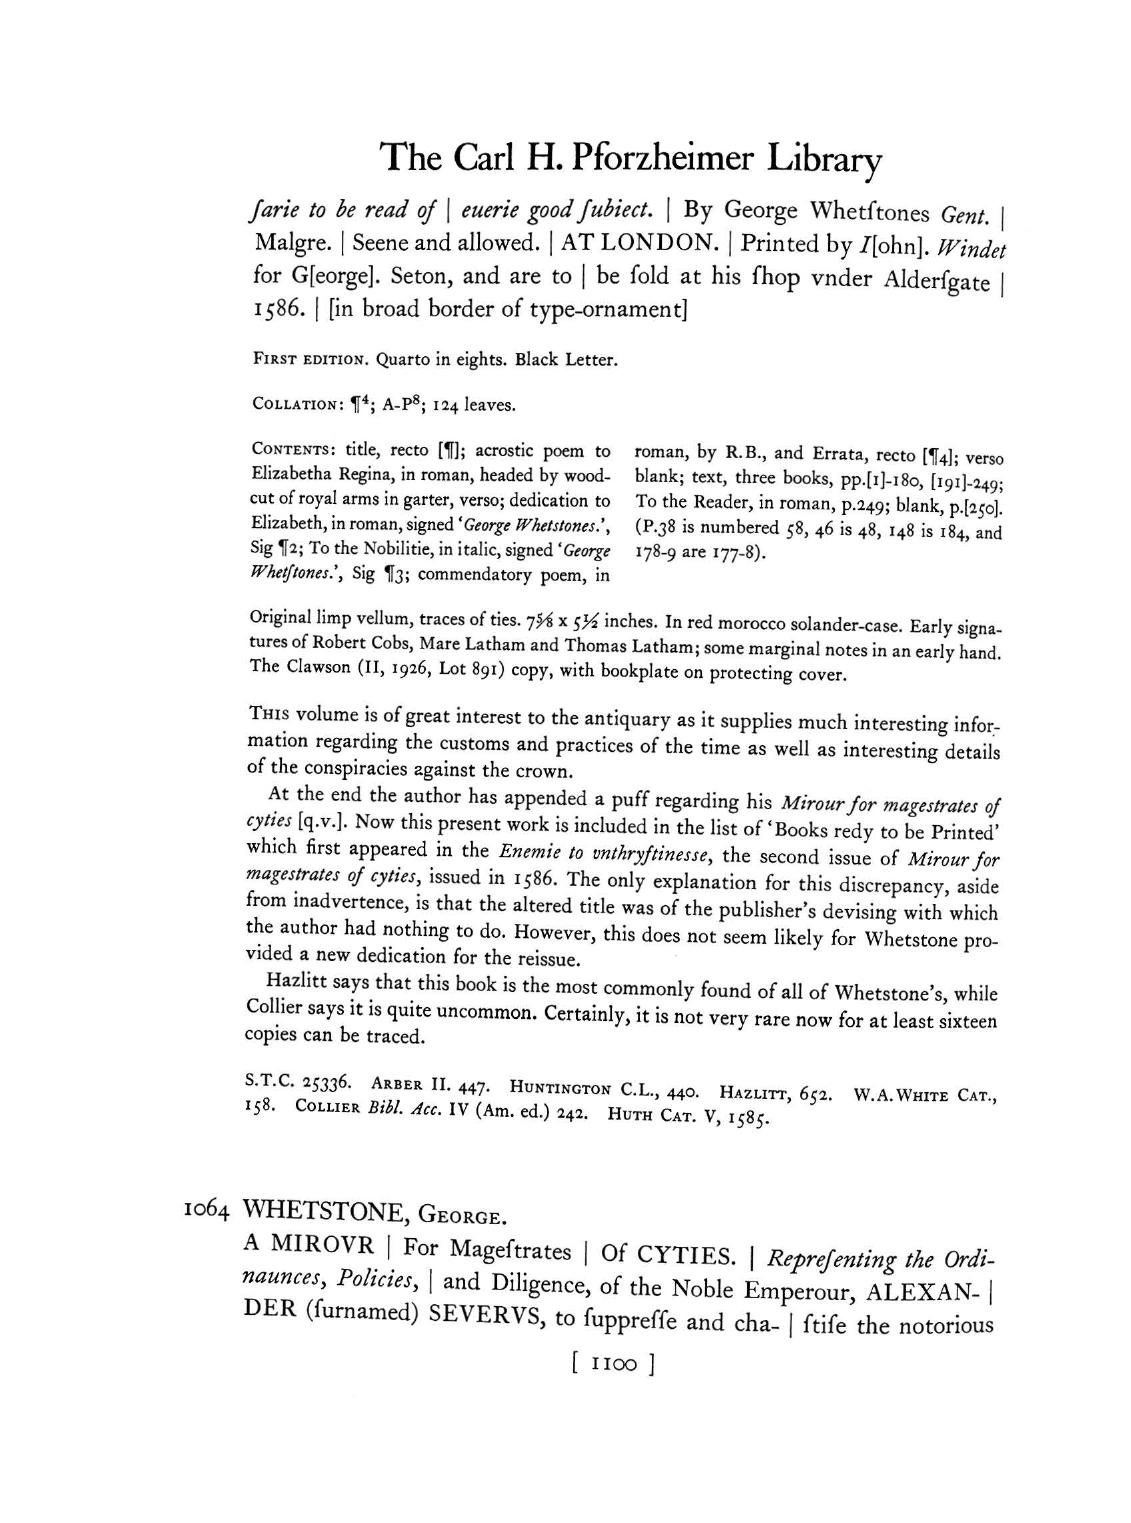 The Carl H. Pforzheimer Library
ſarie to be read of | euerie good ſubiect. | By George Whetſtones Gent. |
Malgre. | Seene and allowed. | AT LONDON. | Printed by I[ohn]. Windet
for G[eorge]. Seton, and are to | be ſold at his ſhop vnder Alderſgate |
1586. | [in broad border of type-ornament]
First edition. Quarto in eights. Black Letter.
Collation: ¶⁴; A-P⁸; 124 leaves.
Contents: title, recto [¶]; acrostic poem to
Elizabetha Regina, in roman, headed by wood-
cut of royal arms in garter, verso; dedication to
Elizabeth, in roman, signed ‘George Whetstones.’,
Sig ¶2; To the Nobilitie, in italic, signed ‘George
Whetſtones.’, Sig ¶3; commendatory poem, in
roman, by R.B., and Errata, recto [¶4]; verso
blank; text, three books, pp.[1]-180, [191]-249;
To the Reader, in roman, p.249; blank, p.[250].
(P.38 is numbered 58, 46 is 48, 148 is 184, and
178-9 are 177-8).
Original limp vellum, traces of ties. 7⅝ x 5½ inches. In red morocco solander-case. Early signa-
tures of Robert Cobs, Mare Latham and Thomas Latham; some marginal notes in an early hand.
The Clawson (II, 1926, Lot 891) copy, with bookplate on protecting cover.
This volume is of great interest to the antiquary as it supplies much interesting infor-
mation regarding the customs and practices of the time as well as interesting details
of the conspiracies against the crown.
At the end the author has appended a puff regarding his Mirour for magestrates of
cyties [q.v.]. Now this present work is included in the list of ‘Books redy to be Printed’
which first appeared in the Enemie to vnthryftinesse, the second issue of Mirour for
magestrates of cyties, issued in 1586. The only explanation for this discrepancy, aside
from inadvertence, is that the altered title was of the publisher’s devising with which
the author had nothing to do. However, this does not seem likely for Whetstone pro-
vided a new dedication for the reissue.
Hazlitt says that this book is the most commonly found of all of Whetstone’s, while
Collier says it is quite uncommon. Certainly, it is not very rare now for at least sixteen
copies can be traced.
S.T.C. 25336. Arber II. 447. Huntington C.L., 440. Hazlitt, 652. W.A.White Cat.,
158. Collier Bibl. Acc. IV (Am. ed.) 242. Huth Cat. V, 1585.
1064 WHETSTONE, George.
A MIROVR | For Mageſtrates | Of CYTIES. | Repreſenting the Ordi-
naunces, Policies, | and Diligence, of the Noble Emperour, ALEXAN- |
DER (ſurnamed) SEVERVS, to ſuppreſſe and cha- | ſtiſe the notorious
[ 1100 ]